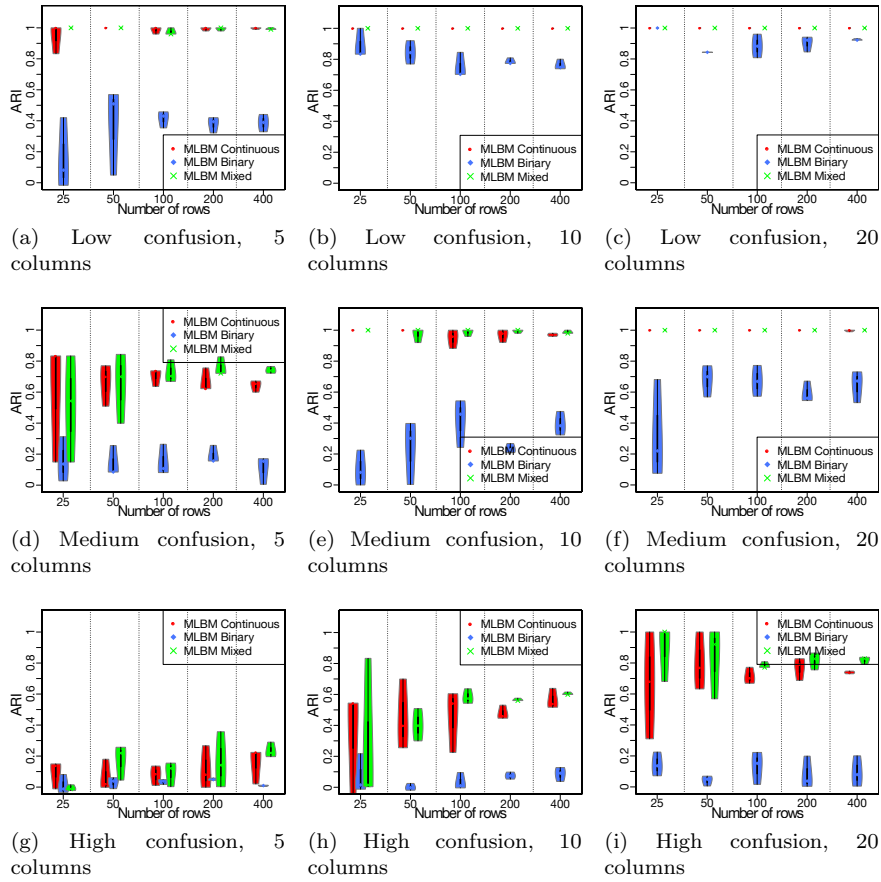 ARI
0 0.2 0.4 0.6 0.8 1
MLBM Continuous
MLBM Binary
MLBM Mixed
25 50 100 200 400
Number of rows
(a) Low confusion, 5
columns
ARI
0 0.2 0.4 0.6 0.8 1
MLBM Continuous
MLBM Binary
MLBM Mixed
25 50 100 200 400
Number of rows
(b) Low confusion, 10
columns
ARI
0 0.2 0.4 0.6 0.8 1
MLBM Continuous
MLBM Binary
MLBM Mixed
25 50 100 200 400
Number of rows
(c) Low confusion, 20
columns
ARI
0 0.2 0.4 0.6 0.8 1
MLBM Continuous
MLBM Binary
MLBM Mixed
25 50 100 200 400
Number of rows
(d) Medium confusion, 5
columns
ARI
0 0.2 0.4 0.6 0.8 1
MLBM Continuous
MLBM Binary
MLBM Mixed
25 50 100 200 400
Number of rows
(e) Medium confusion, 10
columns
ARI
0 0.2 0.4 0.6 0.8 1
MLBM Continuous
MLBM Binary
MLBM Mixed
25 50 100 200 400
Number of rows
(f) Medium confusion, 20
columns
ARI
0 0.2 0.4 0.6 0.8 1
MLBM Continuous
MLBM Binary
MLBM Mixed
25 50 100 200 400
Number of rows
(g) High confusion, 5
columns
ARI
0 0.2 0.4 0.6 0.8 1
MLBM Continuous
MLBM Binary
MLBM Mixed
25 50 100 200 400
Number of rows
(h) High confusion, 10
columns
ARI
0 0.2 0.4 0.6 0.8 1
MLBM Continuous
MLBM Binary
MLBM Mixed
25 50 100 200 400
Number of rows
(i) High confusion, 20
columns